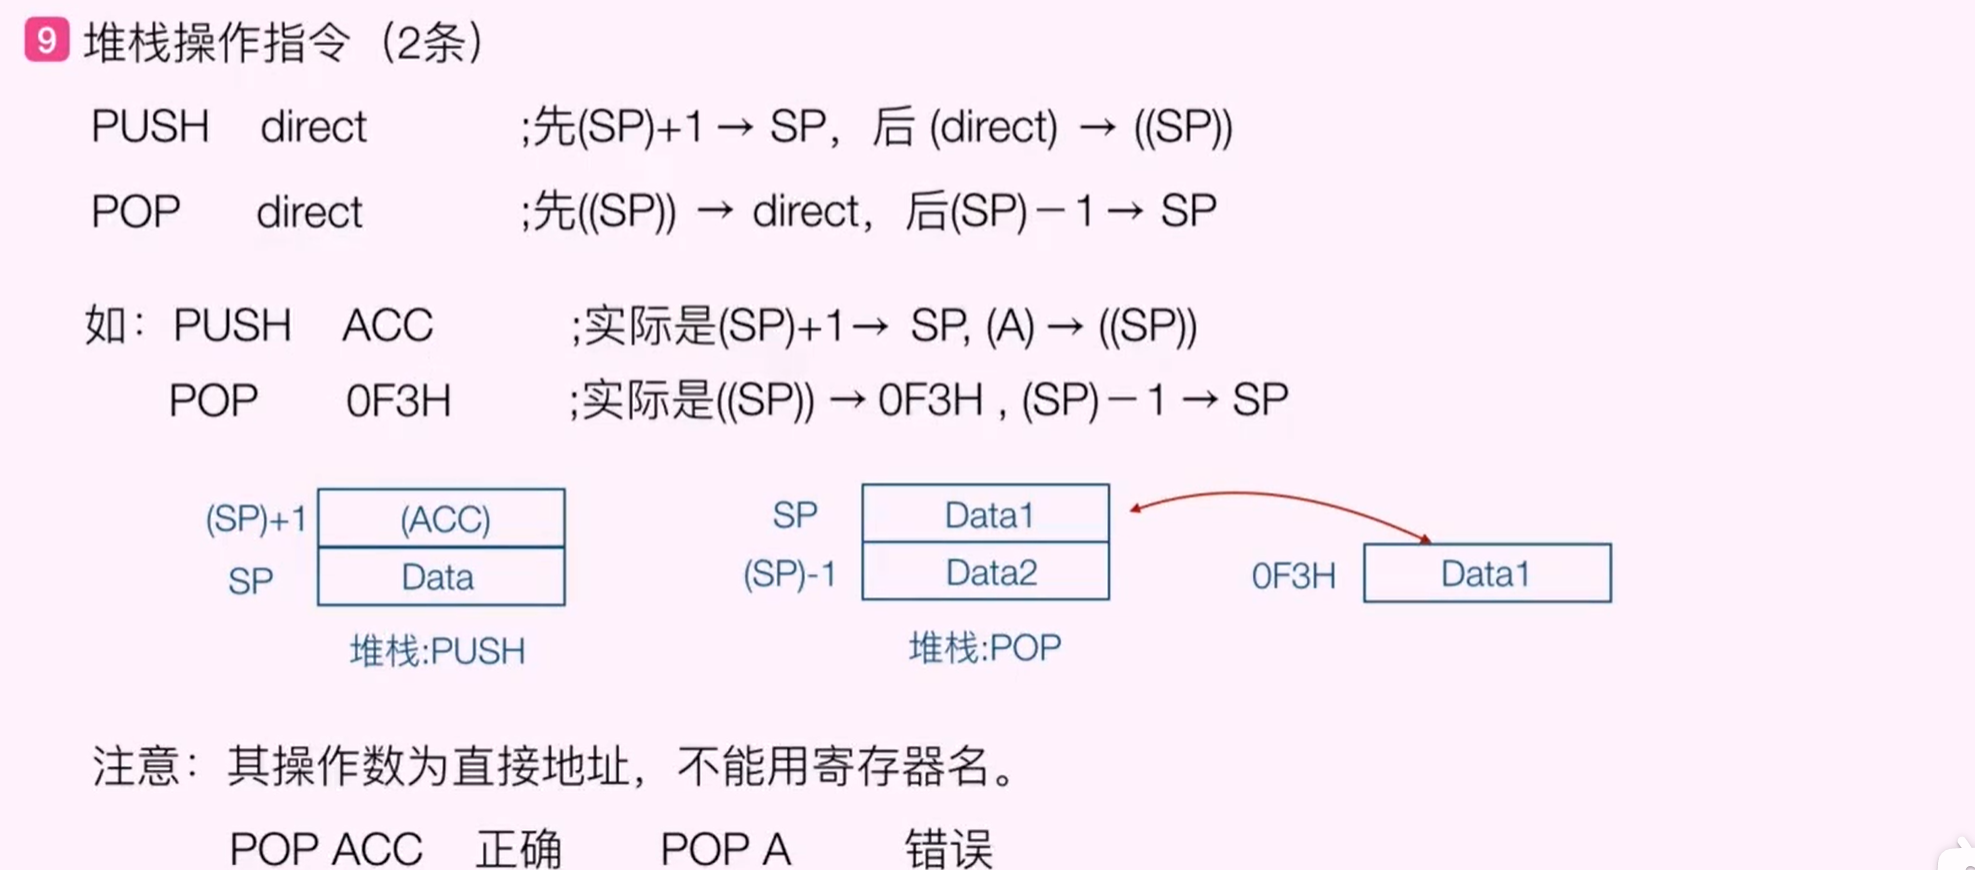 9 堆栈操作指令（2条）
PUSH direct ;先(SP)+1→ SP，后 (direct) → ((SP))
POP direct ;先((SP)) → direct，后(SP)－1→ SP
如：PUSH ACC ;实际是(SP)+1→ SP, (A)→ ((SP))
POP 0F3H ;实际是((SP)) →0F3H , (SP)－1 → SP
(SP)+1 (ACC)
SP Data
堆栈:PUSH
SP Data1
(SP)-1 Data2
堆栈:POP
0F3H Data1
注意：其操作数为直接地址，不能用寄存器名。
POP ACC 正确 POP A 错误